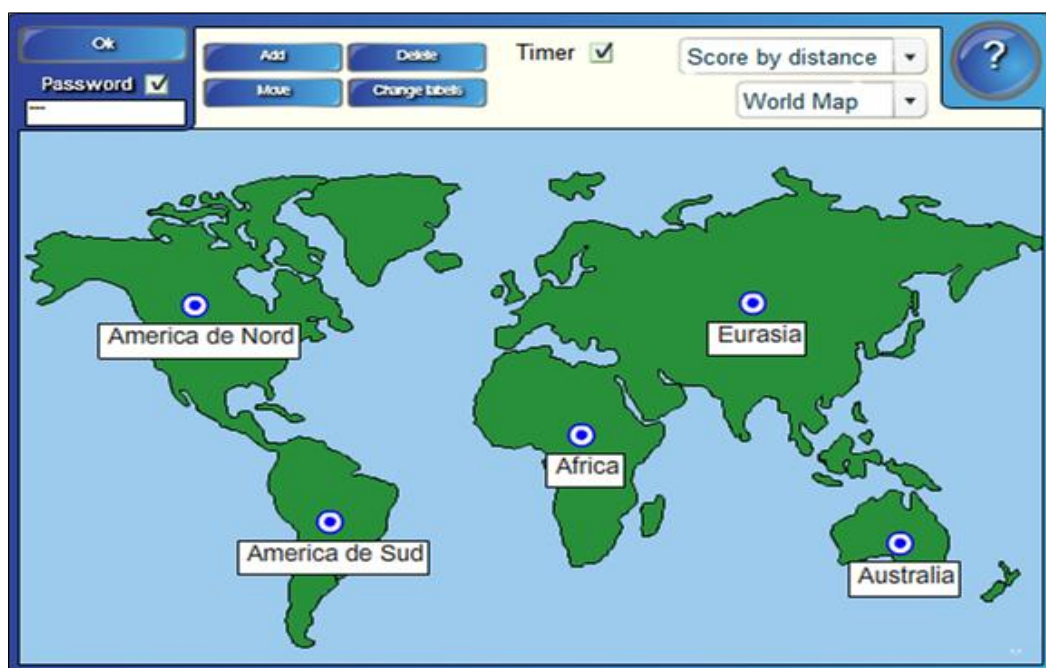 Ok
Password
---
Add
Delete
Move
Change labels
Timer
Score by distance
World Map
?
America de Nord
Eurasia
Africa
America de Sud
Australia